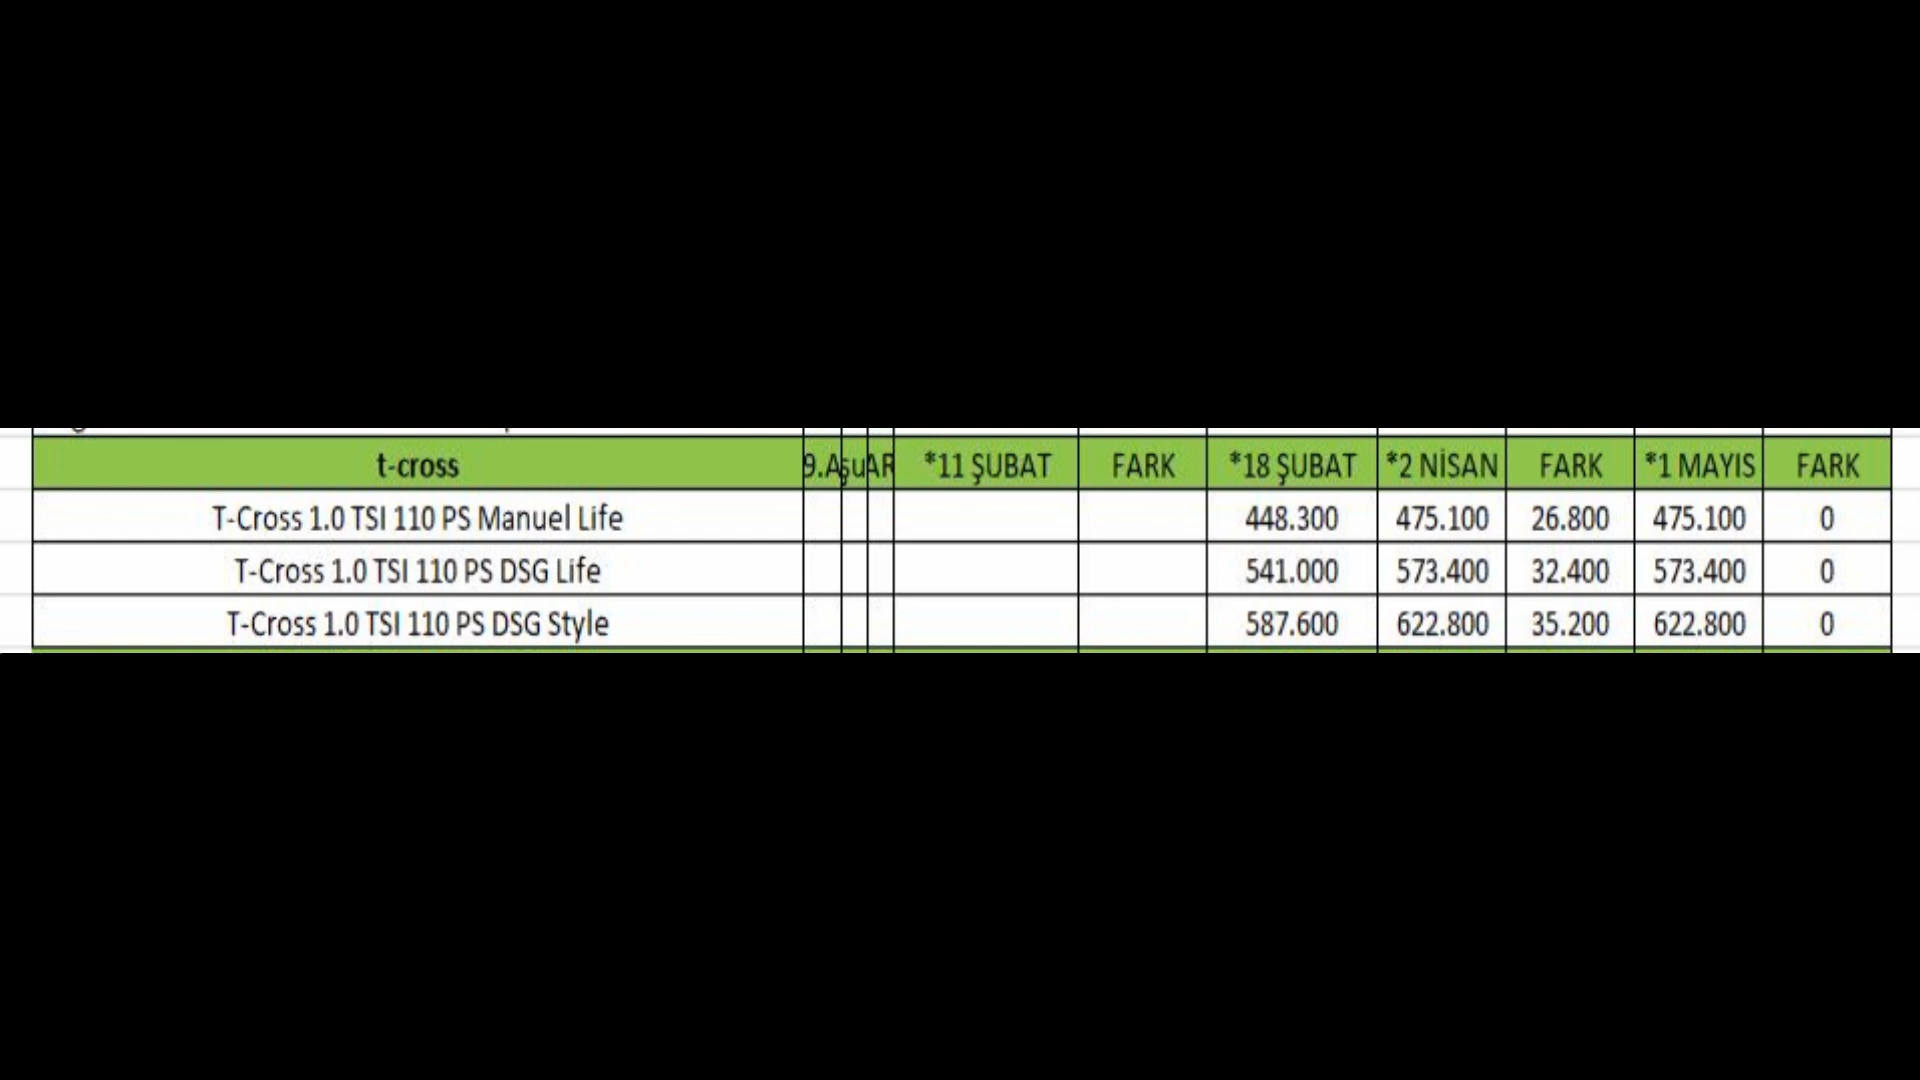 t-cross 9.A şu AR *11 ŞUBAT FARK *18 ŞUBAT *2 NİSAN FARK *1 MAYIS FARK
T-Cross 1.0 TSI 110 PS Manuel Life 448.300 475.100 26.800 475.100 0
T-Cross 1.0 TSI 110 PS DSG Life 541.000 573.400 32.400 573.400 0
T-Cross 1.0 TSI 110 PS DSG Style 587.600 622.800 35.200 622.800 0